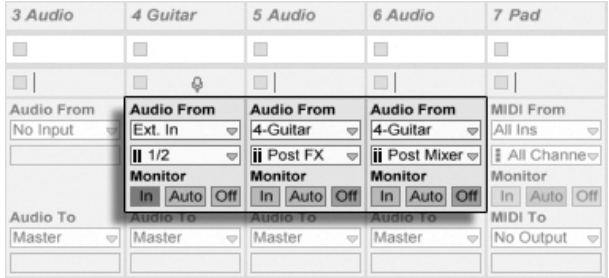 3 Audio 4 Guitar 5 Audio 6 Audio 7 Pad
Audio From Audio From Audio From Audio From MIDI From
No Input Ext. In 4-Guitar 4-Guitar All Ins
1/2 Post FX Post Mixer All Channe
Monitor Monitor Monitor Monitor
In Auto Off In Auto Off In Auto Off In Auto Off
Audio To Audio To Audio To Audio To MIDI To
Master Master Master Master No Output